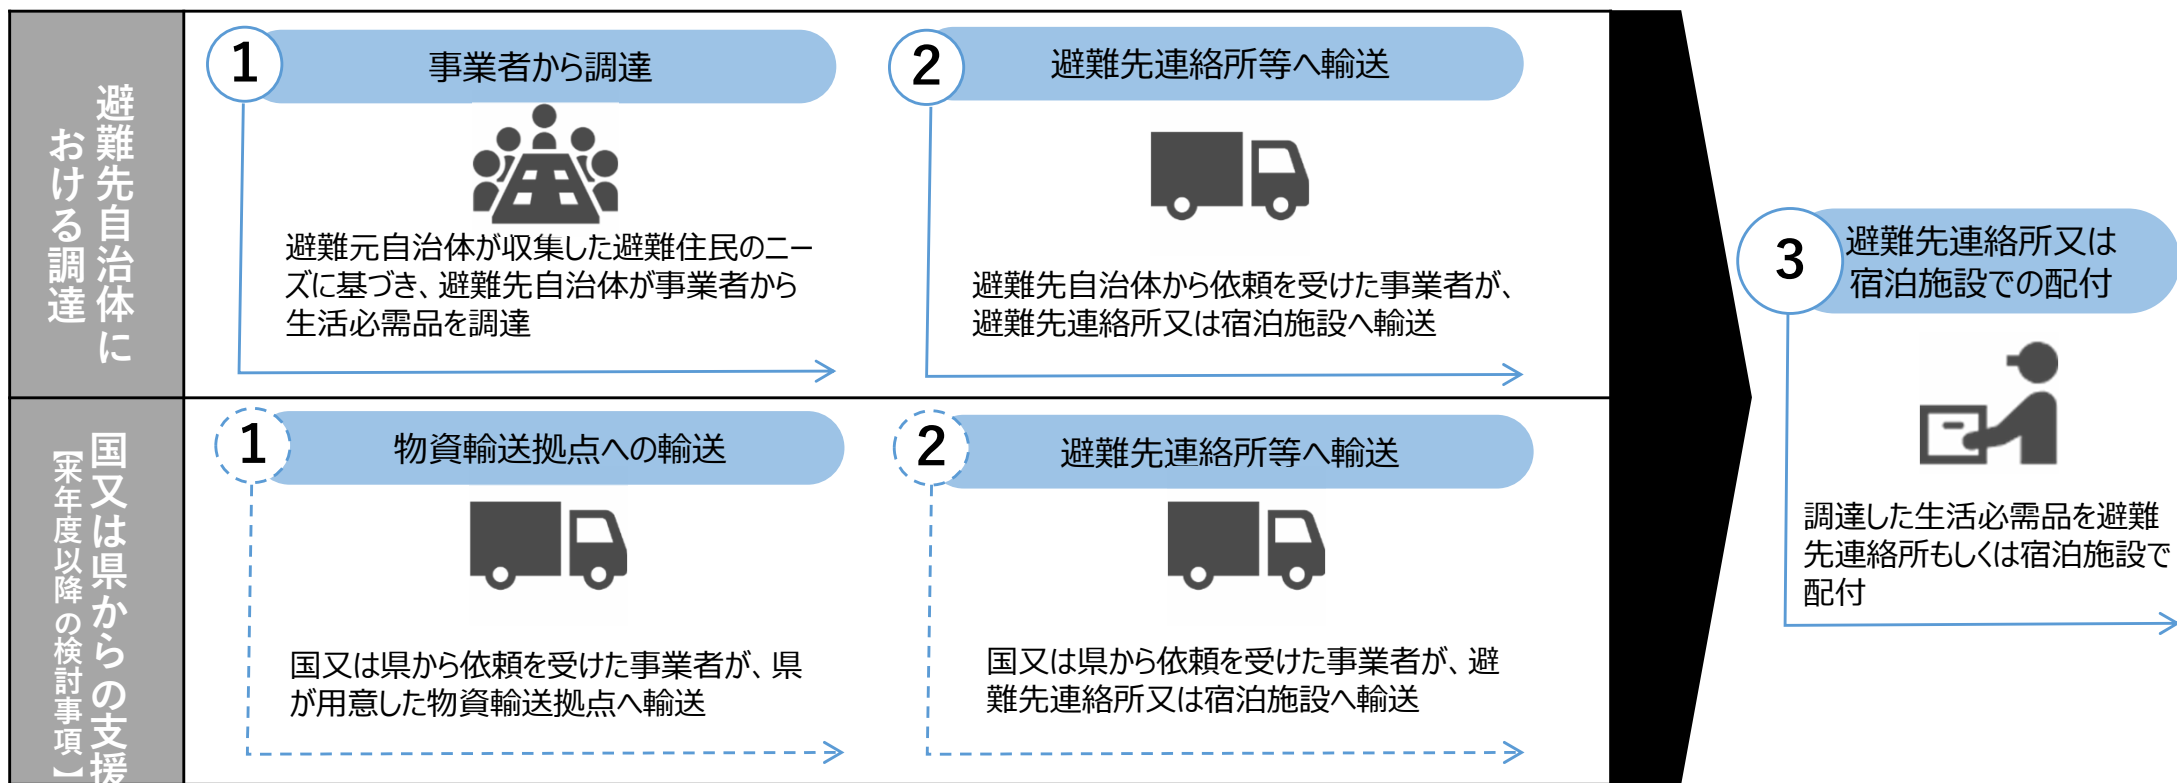 避難先自治体に
おける調達
1
事業者から調達
避難元自治体が収集した避難住民のニー
ズに基づき、避難先自治体が事業者から
生活必需品を調達
2
避難先連絡所等へ輸送
避難先自治体から依頼を受けた事業者が、
避難先連絡所又は宿泊施設へ輸送
国又は県からの支援
【来年度以降の検討事項】
1
物資輸送拠点への輸送
国又は県から依頼を受けた事業者が、県
が用意した物資輸送拠点へ輸送
2
避難先連絡所等へ輸送
国又は県から依頼を受けた事業者が、避
難先連絡所又は宿泊施設へ輸送
3
避難先連絡所又は
宿泊施設での配付
調達した生活必需品を避難
先連絡所もしくは宿泊施設で
配付